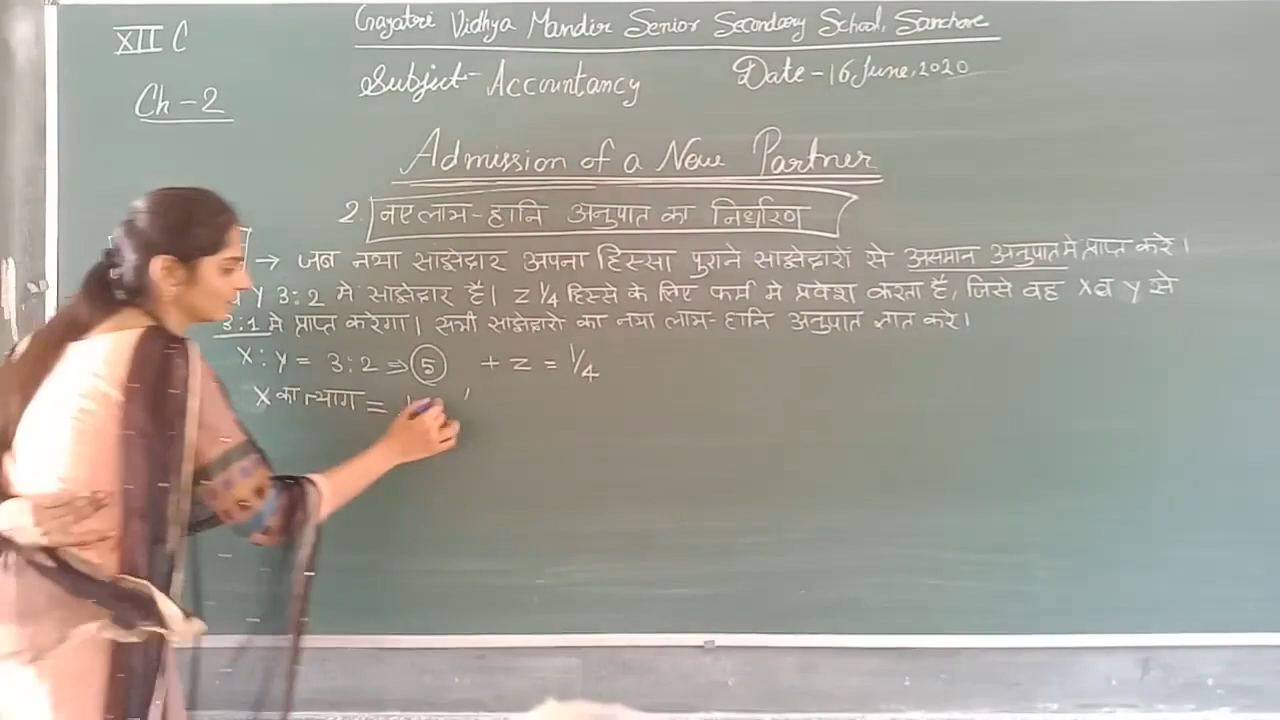 XII C
Gayatri Vidhya Mandir Senior Secondary School, Sanchore
Ch-2
Subject- Accountancy
Date-16,June,2020
Admission of a New Partner
2. नए लाभ-हानि अनुपात का निर्धारण
→ जब नया साझेदार अपना हिस्सा पुराने साझेदारों से असमान अनुपात मे प्राप्त करे।
Y 3:2 मे साझेदार है। Z 1/4 हिस्से के लिए फर्म मे प्रवेश करता है, जिसे वह X व Y से
3:1 मे प्राप्त करेगा। सभी साझेदारो का नया लाभ-हानि अनुपात ज्ञात करे।
X:Y = 3:2 ⇒ 5 + Z = 1/4
X का त्याग =